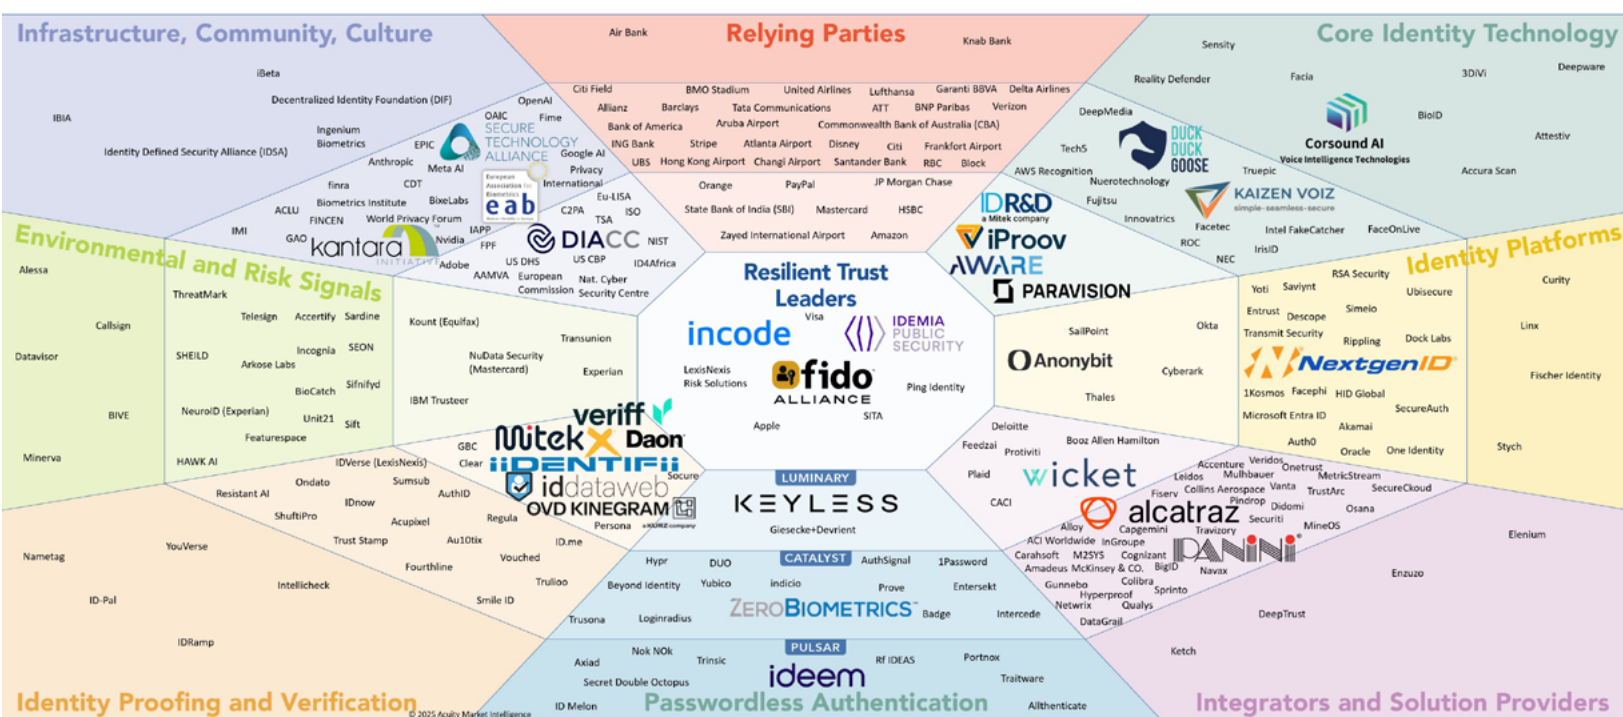 Infrastructure, Community, Culture
iBeta
Decentralized Identity Foundation (DIF)
IBIA
Ingenium
Biometrics
Identity Defined Security Alliance (IDSA)
OpenAI
OAIC
Fime
EPIC
SECURE
TECHNOLOGY
ALLIANCE
Google AI
Anthropic
Meta AI
Privacy
International
finra
CDT
European
Association for
Biometrics
eab
Biometrics Institute
BixeLabs
ACLU
FINCEN
World Privacy Forum
IMI
GAO
kantara
INITIATIVE
Nvidia
IAPP
FPF
Adobe
Eu-LISA
C2PA
ISO
TSA
DIACC
NIST
US DHS
US CBP
ID4Africa
AAMVA
European
Commission
Nat. Cyber
Security Centre
Relying Parties
Air Bank
Knab Bank
Citi Field
BMO Stadium
United Airlines
Lufthansa
Garanti BBVA
Delta Airlines
Allianz
Barclays
Tata Communications
ATT
BNP Paribas
Verizon
Bank of America
Aruba Airport
Commonwealth Bank of Australia (CBA)
ING Bank
Stripe
Atlanta Airport
Disney
Citi
Frankfort Airport
UBS
Hong Kong Airport
Changi Airport
Santander Bank
RBC
Block
Orange
PayPal
JP Morgan Chase
State Bank of India (SBI)
Mastercard
HSBC
Zayed International Airport
Amazon
Core Identity Technology
Sensity
Reality Defender
Facia
3DiVi
Deepware
DeepMedia
BioID
Corsound AI
Voice Intelligence Technologies
Attestiv
Tech5
DUCK
DUCK
GOOSE
Accura Scan
AWS Recognition
Truepic
Nuerotechnology
Fujitsu
KAIZEN VOIZ
simple-seamless-secure
Innovatrics
Facetec
Intel FakeCatcher
FaceOnLive
ROC
IrisID
NEC
IDR&D
a Mitek company
iProov
AWARE
PARAVISION
Environmental and Risk Signals
Alessa
ThreatMark
Callsign
Telesign
Accertify
Sardine
Datavisor
SHEILD
Incognia
SEON
Arkose Labs
BioCatch
Sifnifyd
BIVE
NeuroID (Experian)
Unit21
Sift
Featurespace
Minerva
HAWK AI
Kount (Equifax)
Transunion
NuData Security
(Mastercard)
Experian
IBM Trusteer
Resilient Trust
Leaders
Visa
incode
IDEMIA
PUBLIC
SECURITY
LexisNexis
Risk Solutions
fido
ALLIANCE
Ping Identity
SITA
Apple
Identity Platforms
SailPoint
Okta
Anonybit
Cyberark
Thales
RSA Security
Yoti
Saviynt
Ubisecure
Curity
Entrust
Descope
Simeio
Transmit Security
Rippling
Dock Labs
Linx
NextgenID
Fischer Identity
1Kosmos
Facephi
HID Global
Microsoft Entra ID
SecureAuth
Akamai
Auth0
Oracle
One Identity
Stych
veriff
Mitek
Daon
GBC
Clear
iiDENTIFii
Socure
iddataweb
OVD KINEGRAM
a KURZ company
Persona
IDVerse (LexisNexis)
Ondato
Sumsub
Resistant AI
IDnow
AuthID
ShuftiPro
Acupixel
Regula
Trust Stamp
Au10tix
ID.me
Vouched
Fourthline
Trulioo
Smile ID
Nametag
YouVerse
Intellicheck
ID-Pal
IDRamp
Identity Proofing and Verification
© 2025 Acuity Market Intelligence
LUMINARY
KEYLESS
Giesecke+Devrient
CATALYST
Hypr
DUO
AuthSignal
1Password
Beyond Identity
Yubico
indicio
Prove
Entersekt
ZEROBIOMETRICS
Trusona
Loginradius
Badge
Intercede
PULSAR
Nok NOk
Axiad
Trinsic
ideem
Rf IDEAS
Portnox
Secret Double Octopus
Traitware
ID Melon
Passwordless Authentication
Allthenticate
Deloitte
Feedzai
Protiviti
Booz Allen Hamilton
Plaid
wicket
CACI
Accenture
Veridos
Onetrust
Leidos
Mulhbauer
MetricStream
Fiserv
Collins Aerospace
Vanta
TrustArc
SecureCkoud
Pindrop
Didomi
Osana
alcatraz
Securiti
MineOS
Alloy
Capgemini
Travizory
ACI Worldwide
InGroupe
PANINI
Carahsoft
M2SYS
Cognizant
Amadeus
McKinsey & CO.
BigID
Navax
Gunnebo
Colibra
Sprinto
Hyperproof
Netwrix
Qualys
DataGrail
Elenium
Enzuzo
DeepTrust
Ketch
Integrators and Solution Providers